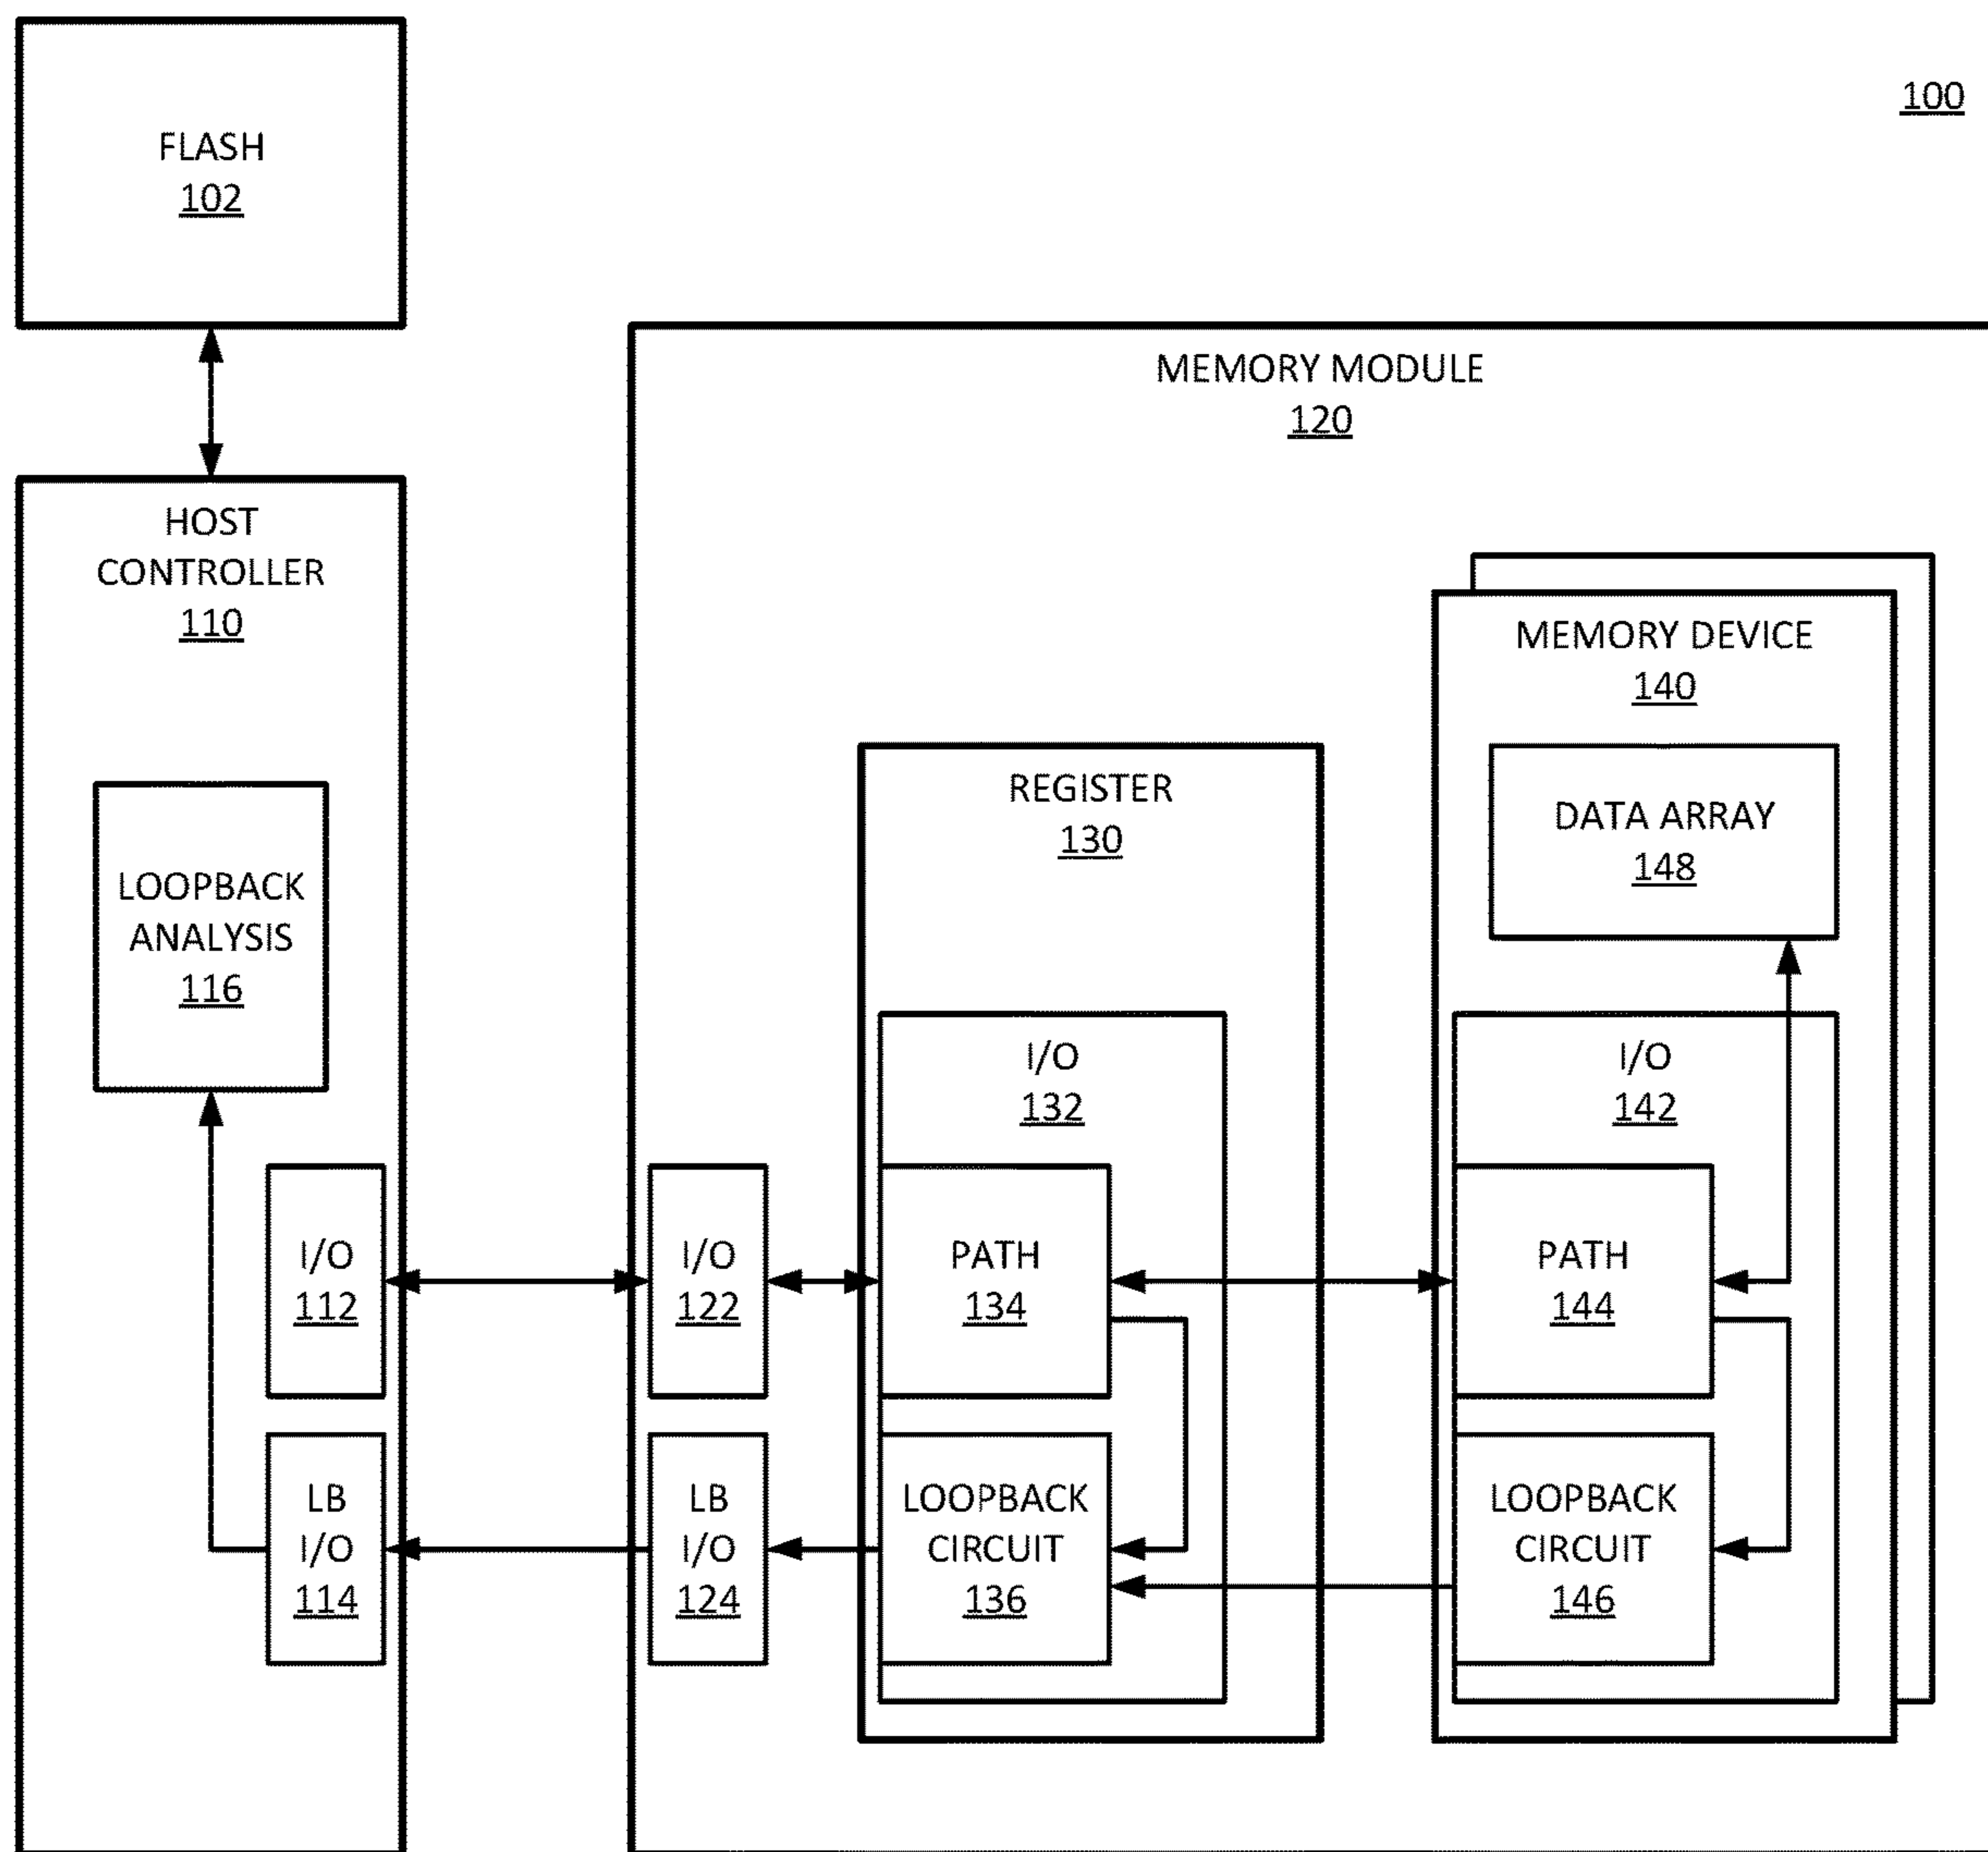 100
FLASH
102
HOST
CONTROLLER
110
LOOPBACK
ANALYSIS
116
I/O
112
LB
I/O
114
MEMORY MODULE
120
I/O
122
LB
I/O
124
REGISTER
130
I/O
132
PATH
134
LOOPBACK
CIRCUIT
136
MEMORY DEVICE
140
DATA ARRAY
148
I/O
142
PATH
144
LOOPBACK
CIRCUIT
146